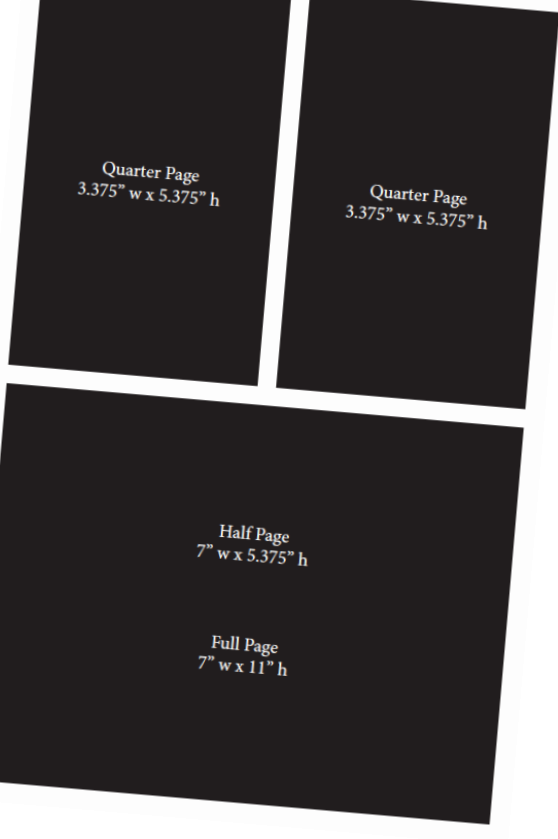 Quarter Page
3.375” w x 5.375” h
Quarter Page
3.375” w x 5.375” h
Half Page
7” w x 5.375” h
Full Page
7” w x 11” h